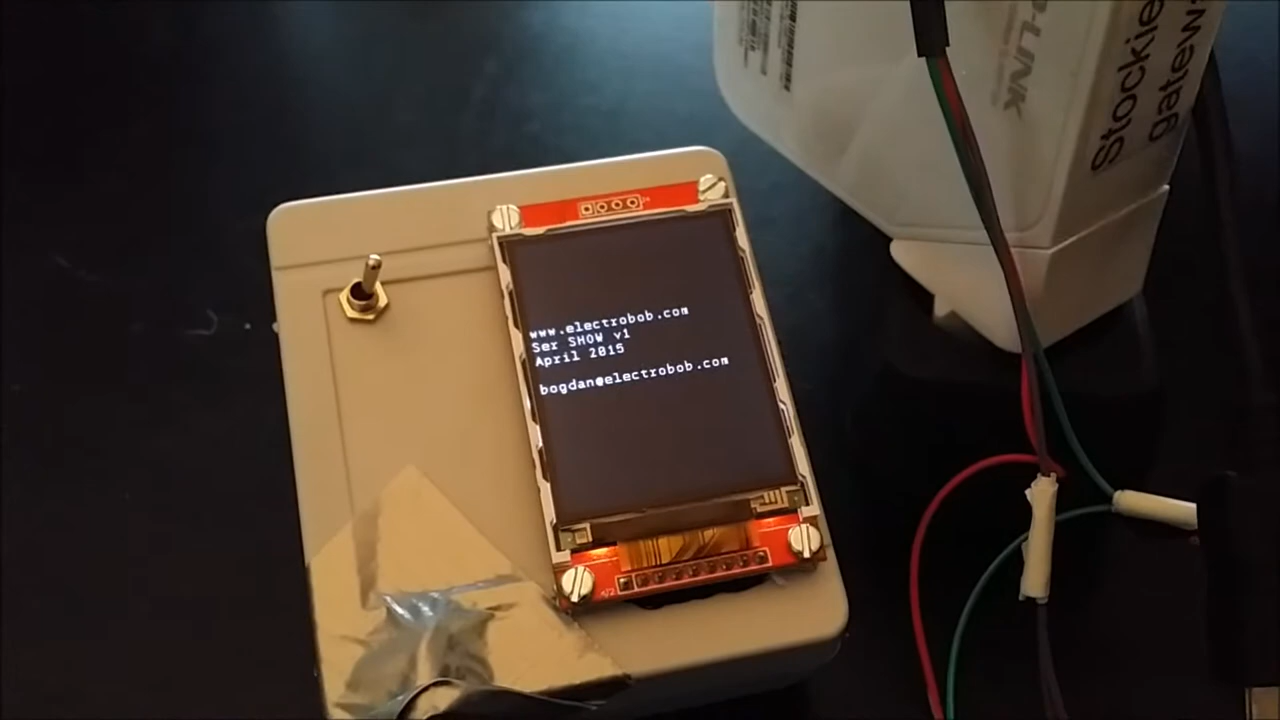 www.electrobob.com
Ser SHOW v1
April 2015
bogdan@electrobob.com
P-LINK
Stockie
gatew